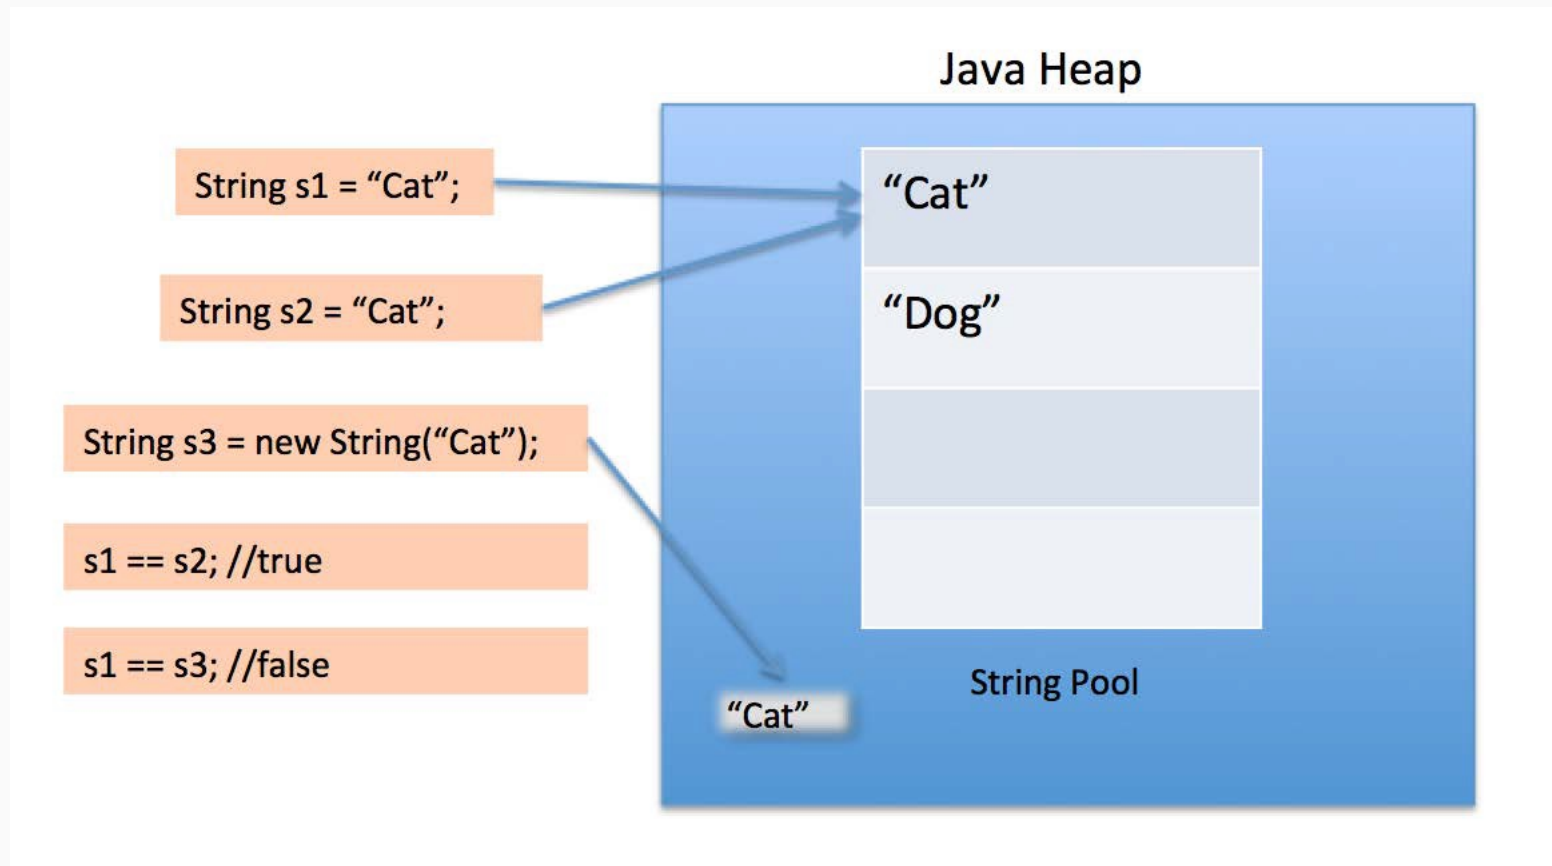 Java Heap
String s1 = “Cat”;
“Cat”
String s2 = “Cat”;
“Dog”
String s3 = new String(“Cat”);
s1 == s2; //true
s1 == s3; //false
String Pool
“Cat”